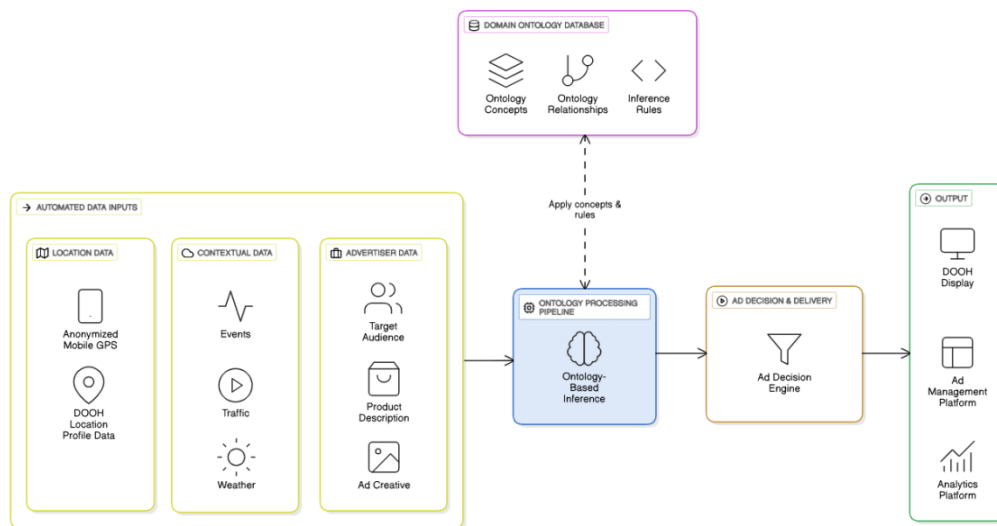 DOMAIN ONTOLOGY DATABASE
Ontology
Concepts
Ontology
Relationships
Inference
Rules
Apply concepts &
rules
AUTOMATED DATA INPUTS
LOCATION DATA
Anonymized
Mobile GPS
DOOH
Location
Profile Data
CONTEXTUAL DATA
Events
Traffic
Weather
ADVERTISER DATA
Target
Audience
Product
Description
Ad Creative
ONTOLOGY PROCESSING
PIPELINE
Ontology-
Based
Inference
AD DECISION & DELIVERY
Ad Decision
Engine
OUTPUT
DOOH
Display
Ad
Management
Platform
Analytics
Platform